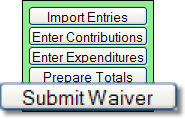 Import Entries
Enter Contributions
Enter Expenditures
Prepare Totals
Submit Waiver